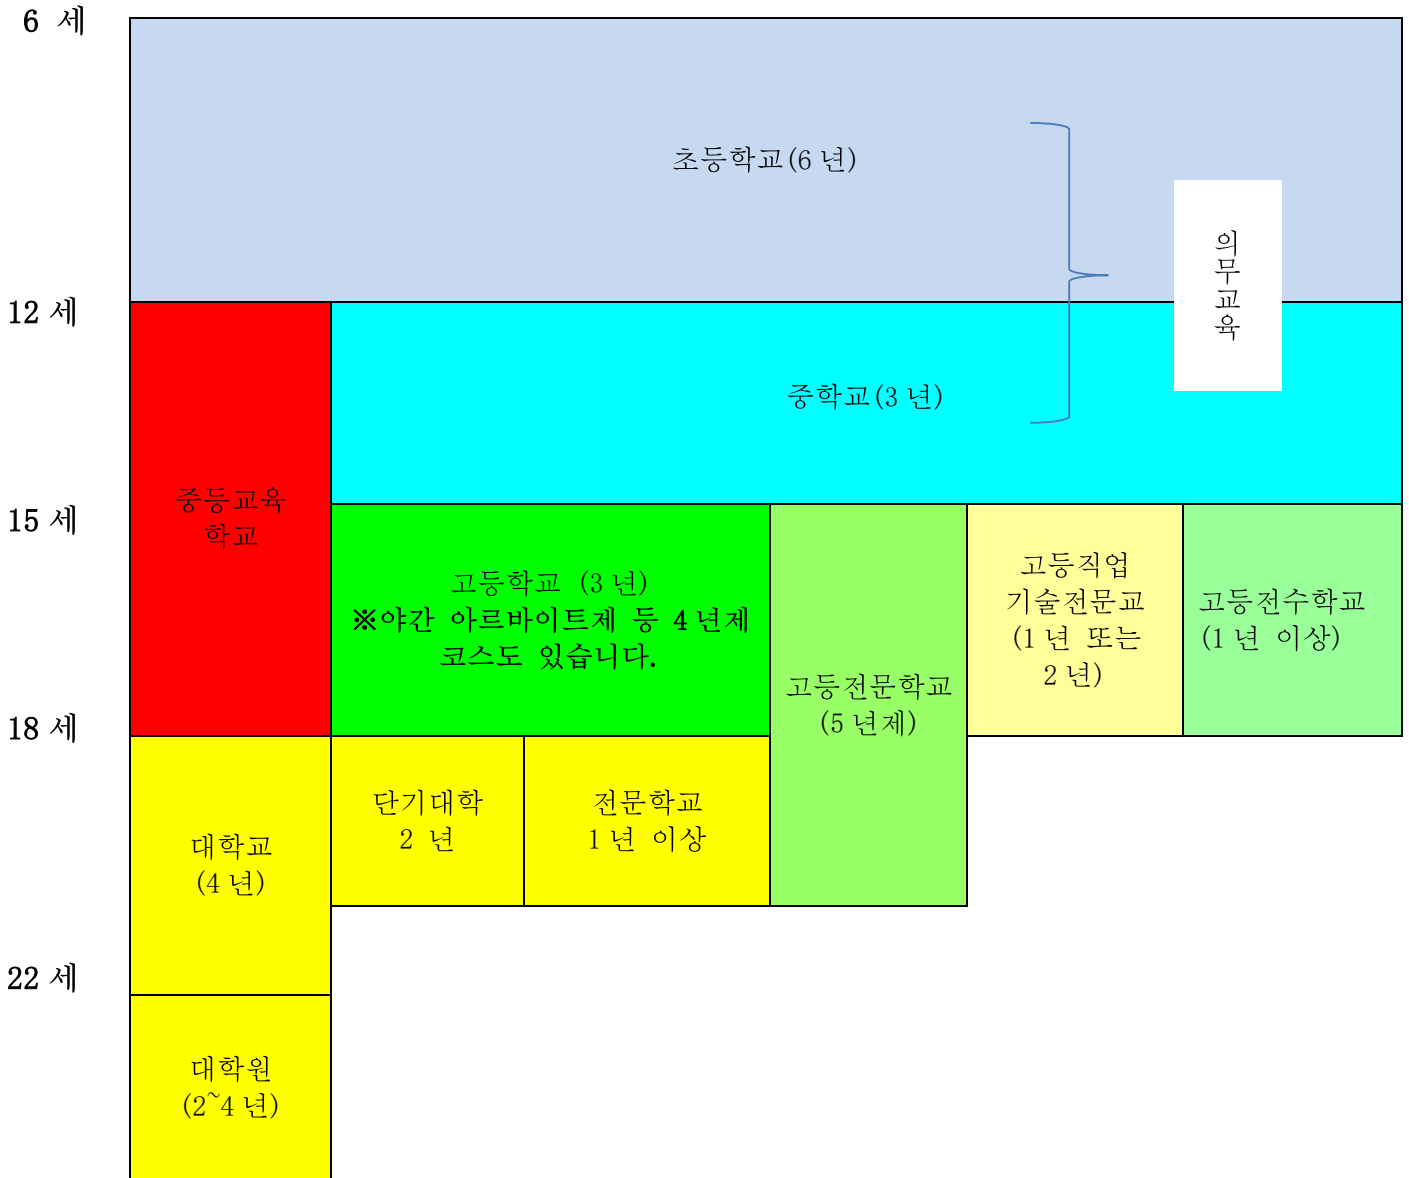 6 세
초등학교(6 년)
의무교육
12 세
중학교(3 년)
중등교육
학교
15 세
고등학교 (3 년)
※야간 아르바이트제 등 4 년제
코스도 있습니다.
고등전문학교
(5 년제)
고등직업
기술전문교
(1 년 또는
2 년)
고등전수학교
(1 년 이상)
18 세
대학교
(4 년)
단기대학
2 년
전문학교
1 년 이상
22 세
대학원
(2~4 년)